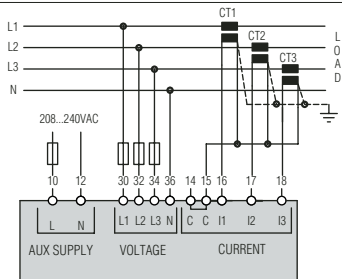 CT1
L1
CT2
L2
CT3
L3
N
LOAD
208...240VAC
10 12 30 32 34 36 14 15 16 17 18
L N L1 L2 L3 N C C I1 I2 I3
AUX SUPPLY VOLTAGE CURRENT